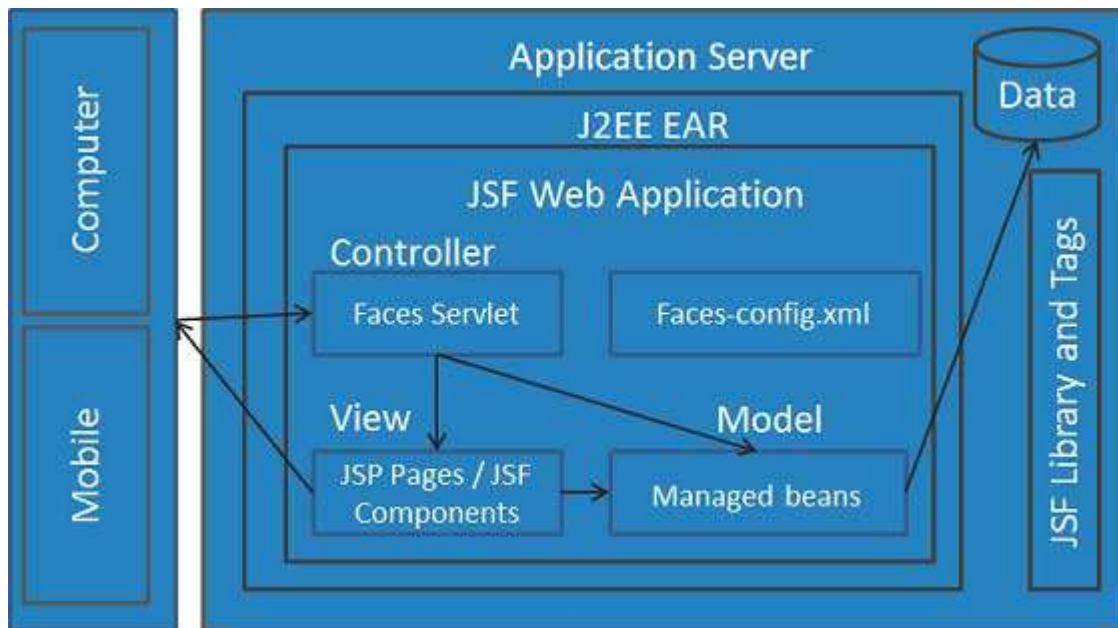 Computer
Mobile
Application Server
J2EE EAR
JSF Web Application
Controller
Faces Servlet
Faces-config.xml
View
JSP Pages / JSF
Components
Model
Managed beans
Data
JSF Library and Tags